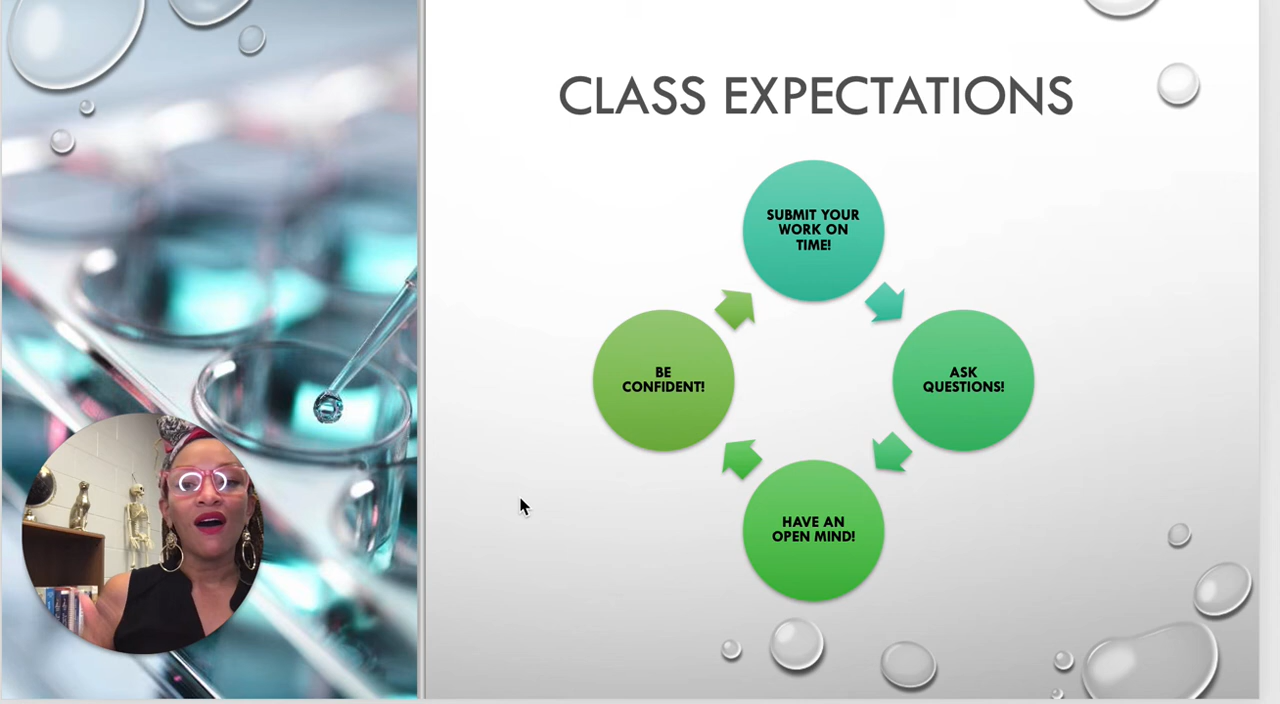 CLASS EXPECTATIONS
SUBMIT YOUR
WORK ON
TIME!
ASK
QUESTIONS!
HAVE AN
OPEN MIND!
BE
CONFIDENT!